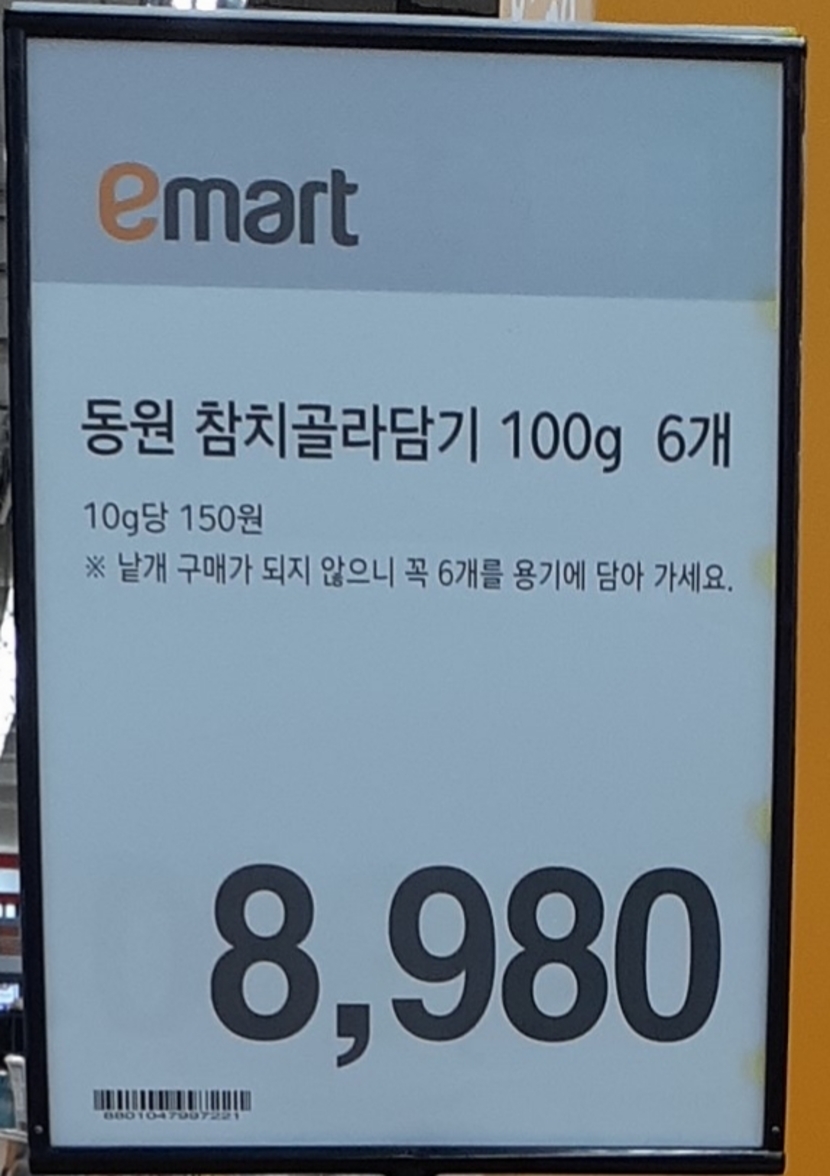 emart
동원 참치골라담기 100g 6개
10g당 150원
※ 낱개 구매가 되지 않으니 꼭 6개를 용기에 담아 가세요.
8,980
8801047997221